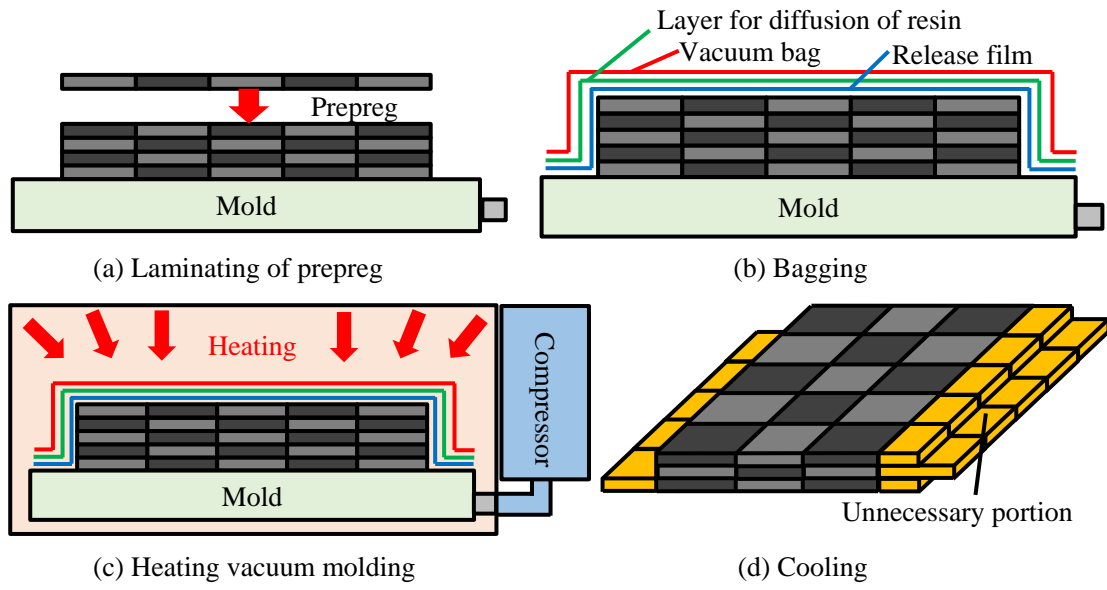 Prepreg
Mold
(a) Laminating of prepreg
Layer for diffusion of resin
Vacuum bag
Release film
Mold
(b) Bagging
Heating
Compressor
Mold
(c) Heating vacuum molding
Unnecessary portion
(d) Cooling